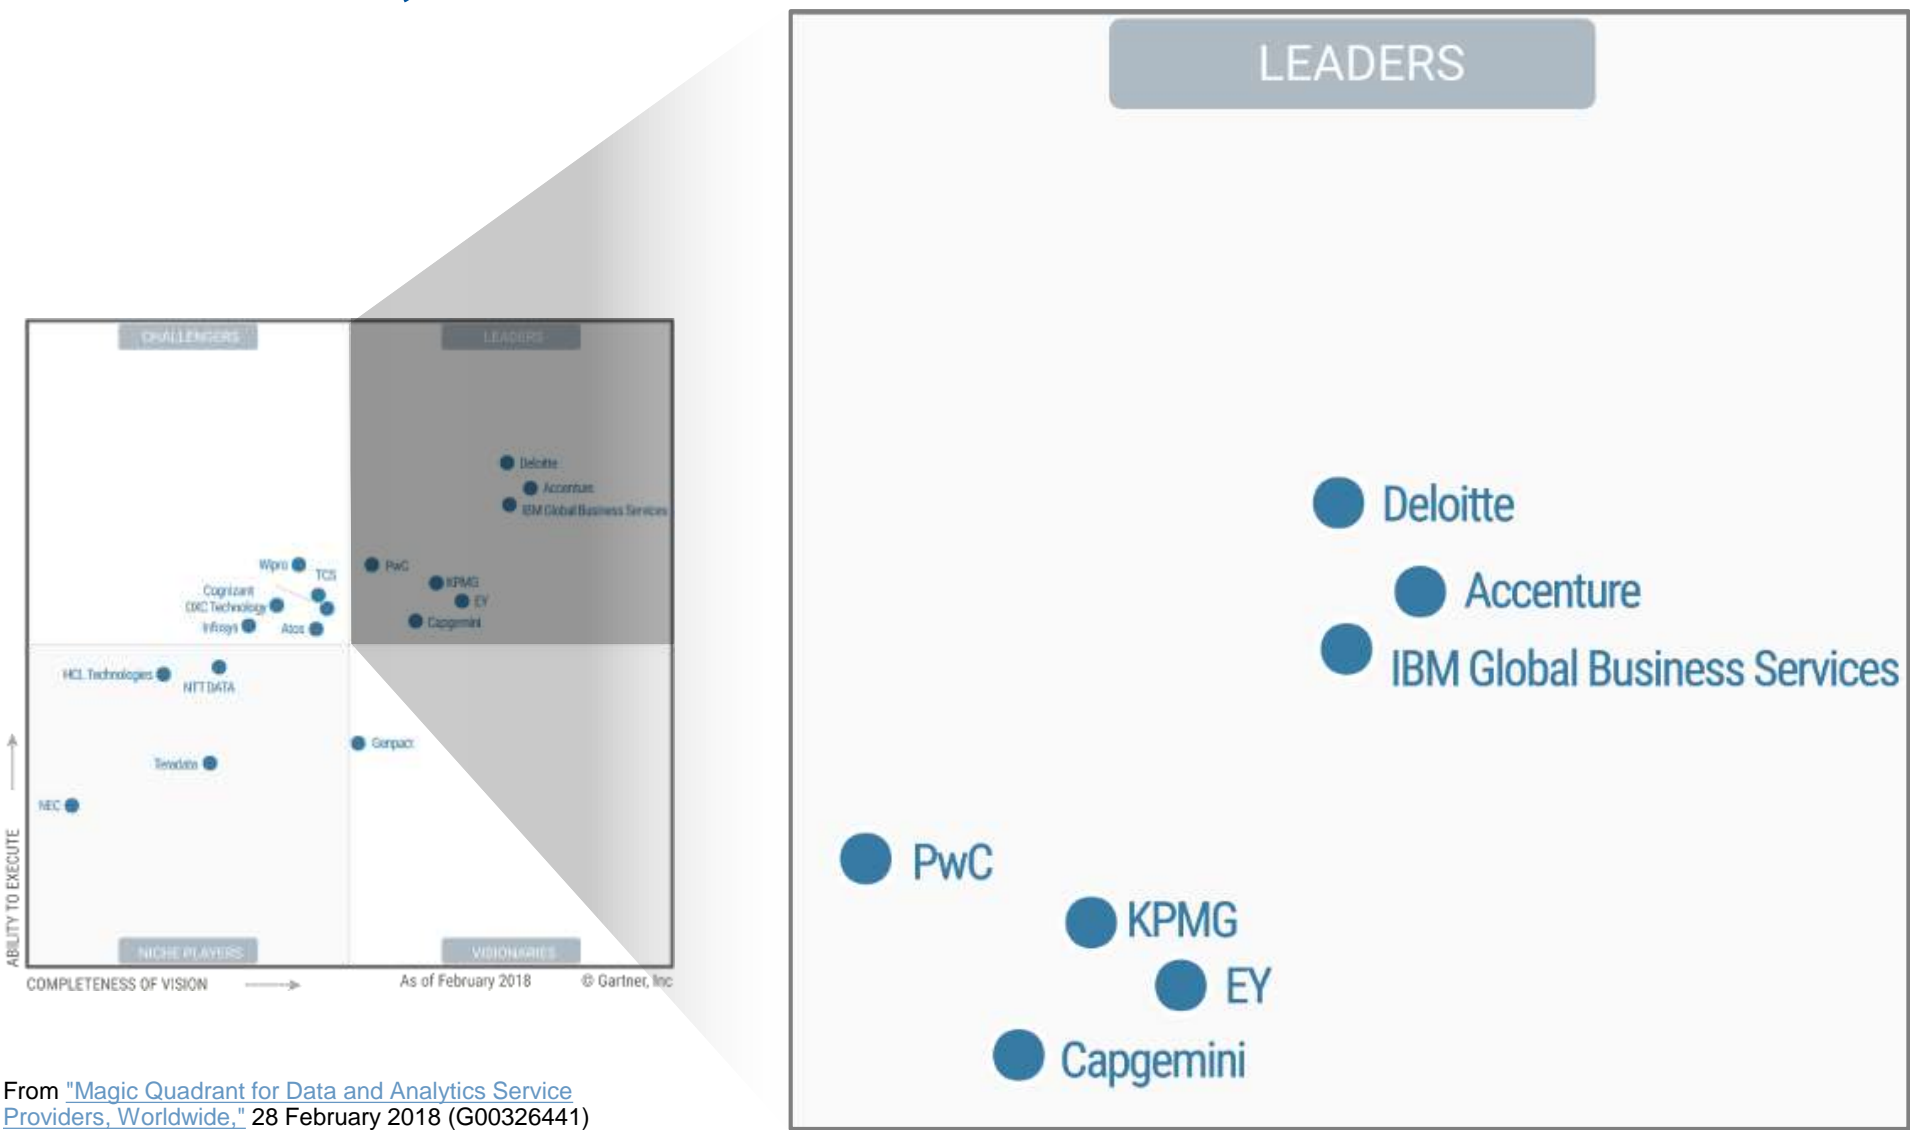 LEADERS
Deloitte
Accenture
IBM Global Business Services
PwC
KPMG
EY
Capgemini
CHALLENGERS
LEADERS
Deloitte
Accenture
IBM Global Business Services
Wipro
TCS
PwC
Cognizant
KPMG
DXC Technology
EY
Infosys
Atos
Capgemini
HCL Technologies
NTT DATA
Genpact
Teradata
NEC
NICHE PLAYERS
VISIONARIES
ABILITY TO EXECUTE
COMPLETENESS OF VISION
As of February 2018
© Gartner, Inc
From "Magic Quadrant for Data and Analytics Service
Providers, Worldwide," 28 February 2018 (G00326441)